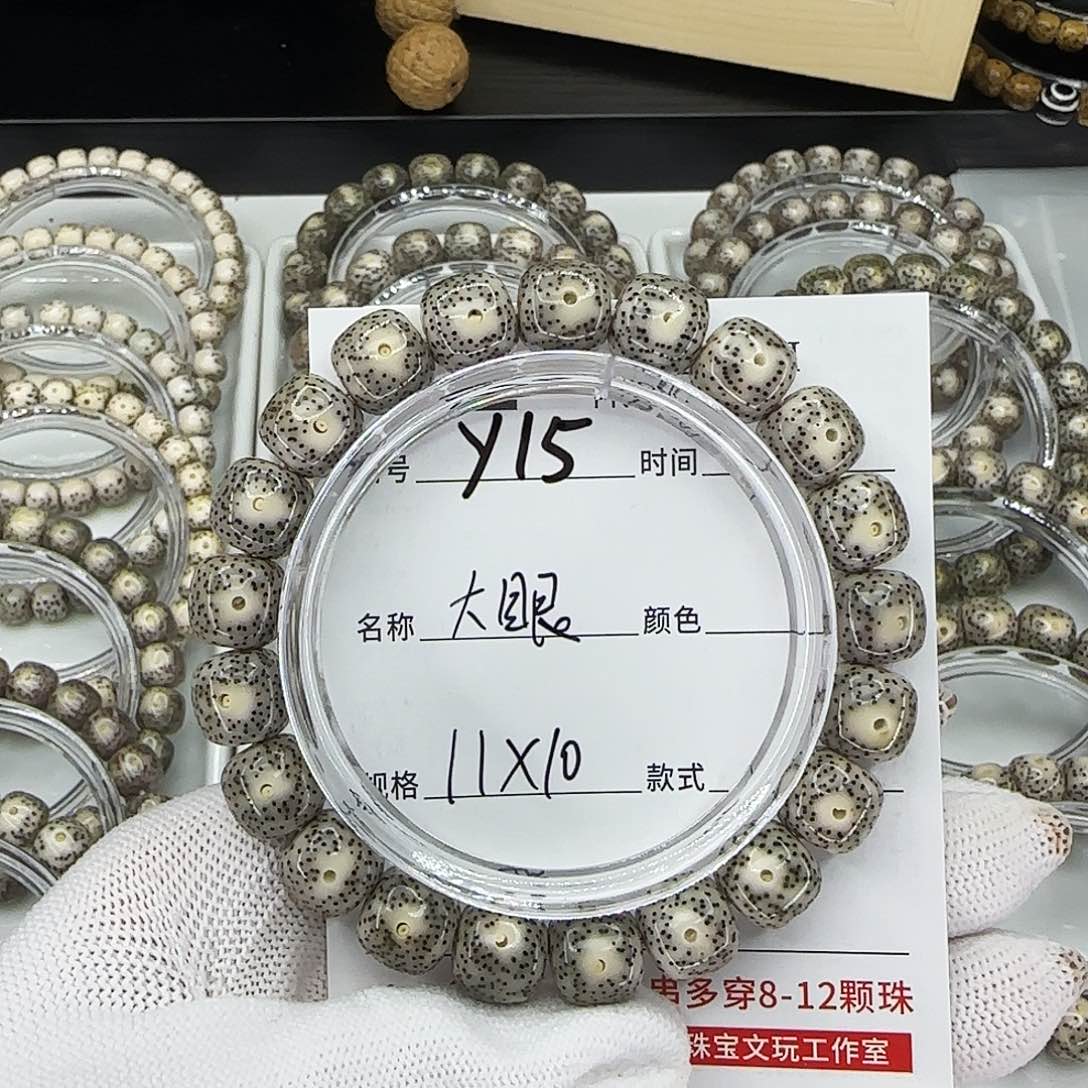 号 Y15 时间
名称 大眼 颜色
规格 11X10 款式
串多穿8-12颗珠
珠宝文玩工作室